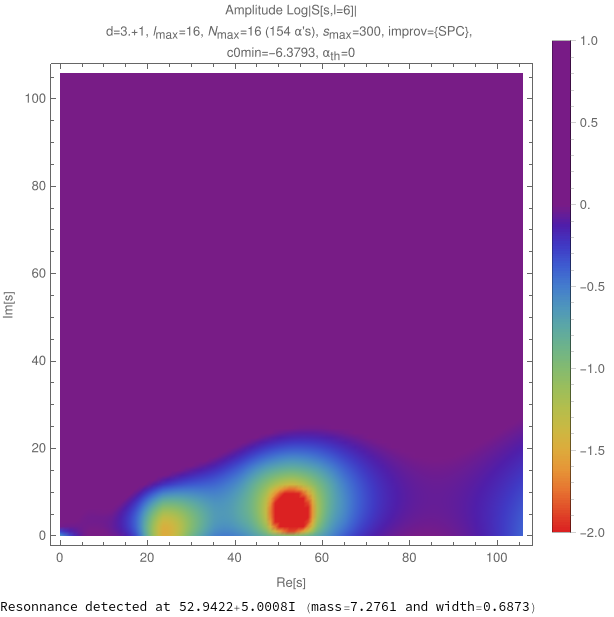 Amplitude Log|S[s,l=6]|
d=3.+1, lmax=16, Nmax=16 (154 α's), smax=300, improv={SPC},
c0min=−6.3793, αth=0
100
80
60
40
20
0
Im[s]
0 20 40 60 80 100
Re[s]
1.0
0.5
0.
−0.5
−1.0
−1.5
−2.0
Resonnance detected at 52.9422+5.0008I (mass=7.2761 and width=0.6873)